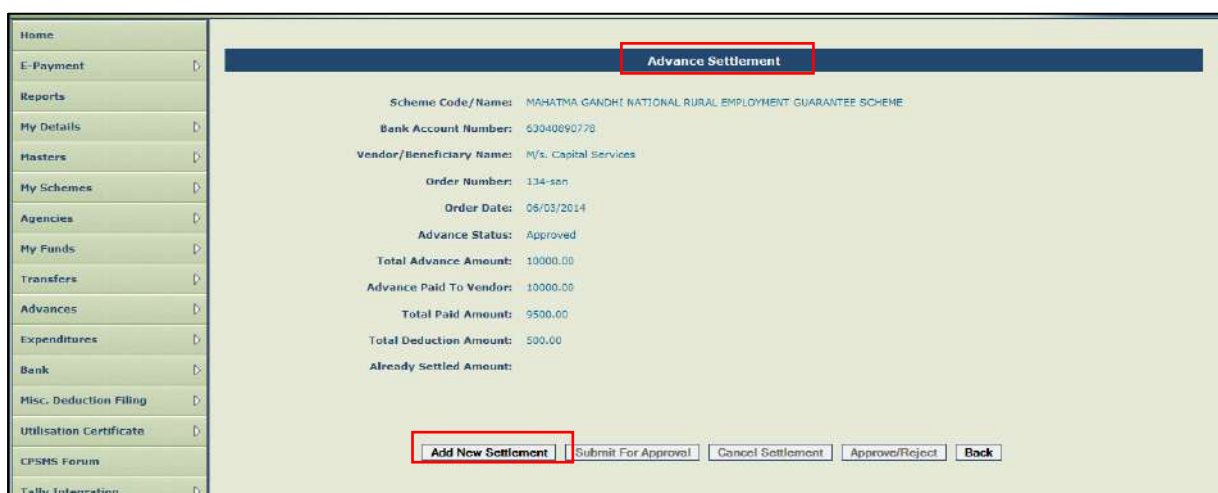 Home
E-Payment
Reports
My Details
Masters
My Schemes
Agencies
My Funds
Transfers
Advances
Expenditures
Bank
Misc. Deduction Filing
Utilisation Certificate
CPSMS Forum
Tally Integration
Advance Settlement
Scheme Code/Name: MAHATMA GANDHI NATIONAL RURAL EMPLOYMENT GUARANTEE SCHEME
Bank Account Number: 63040890778
Vendor/Beneficiary Name: M/s. Capital Services
Order Number: 134-san
Order Date: 06/03/2014
Advance Status: Approved
Total Advance Amount: 10000.00
Advance Paid To Vendor: 10000.00
Total Paid Amount: 9500.00
Total Deduction Amount: 500.00
Already Settled Amount:
Add New Settlement Submit For Approval Cancel Settlement Approve/Reject Back